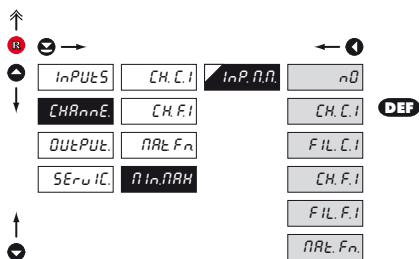 R
InPUtS CH. C.1 InP. M.M. nO
CHAnnE. CH. F.1 CH. C.1 DEF
OUtPUt. MAt Fn. FIL. C.1
SErvIC. MIn.MAX CH. F.1
FIL. F.1
MAt. Fn.